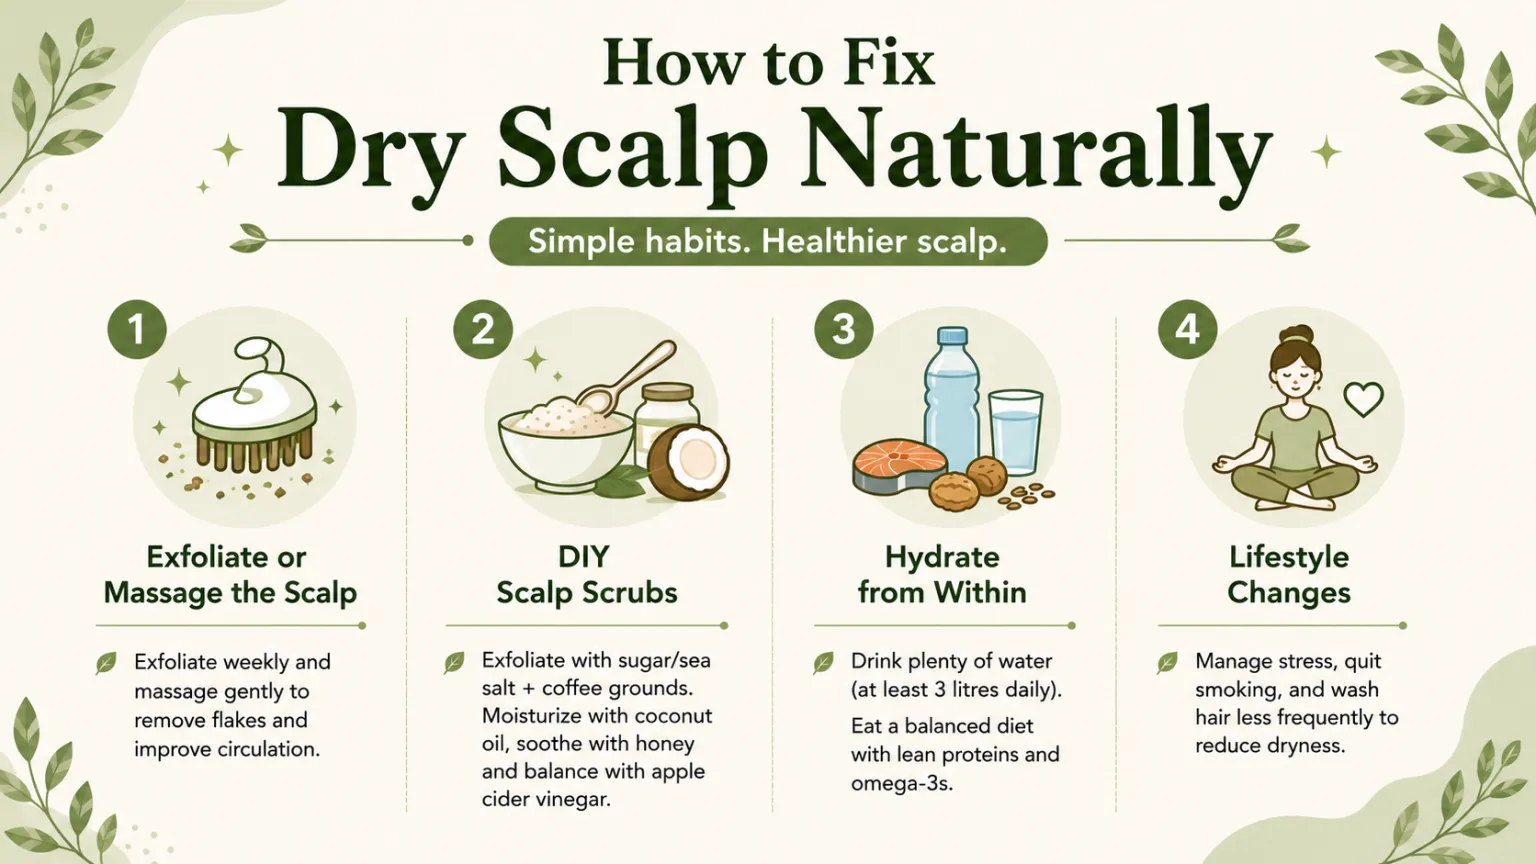 How to Fix
Dry Scalp Naturally
Simple habits. Healthier scalp.
1
Exfoliate or
Massage the Scalp
Exfoliate weekly and
massage gently to
remove flakes and
improve circulation.
2
DIY
Scalp Scrubs
Exfoliate with sugar/sea
salt + coffee grounds.
Moisturize with coconut
oil, soothe with honey
and balance with apple
cider vinegar.
3
Hydrate
from Within
Drink plenty of water
(at least 3 litres daily).
Eat a balanced diet
with lean proteins and
omega-3s.
4
Lifestyle
Changes
Manage stress, quit
smoking, and wash
hair less frequently to
reduce dryness.